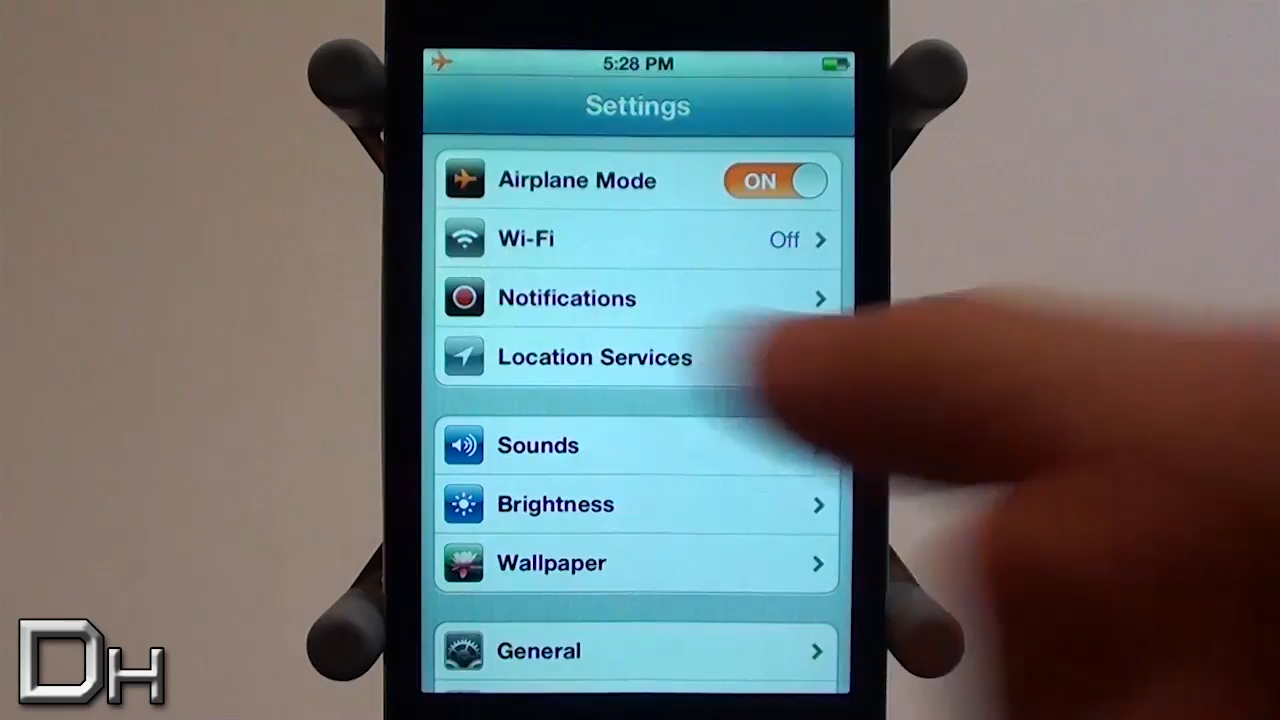 5:28 PM
Settings
Airplane Mode ON
Wi-Fi Off
Notifications
Location Services
Sounds
Brightness
Wallpaper
General
DH